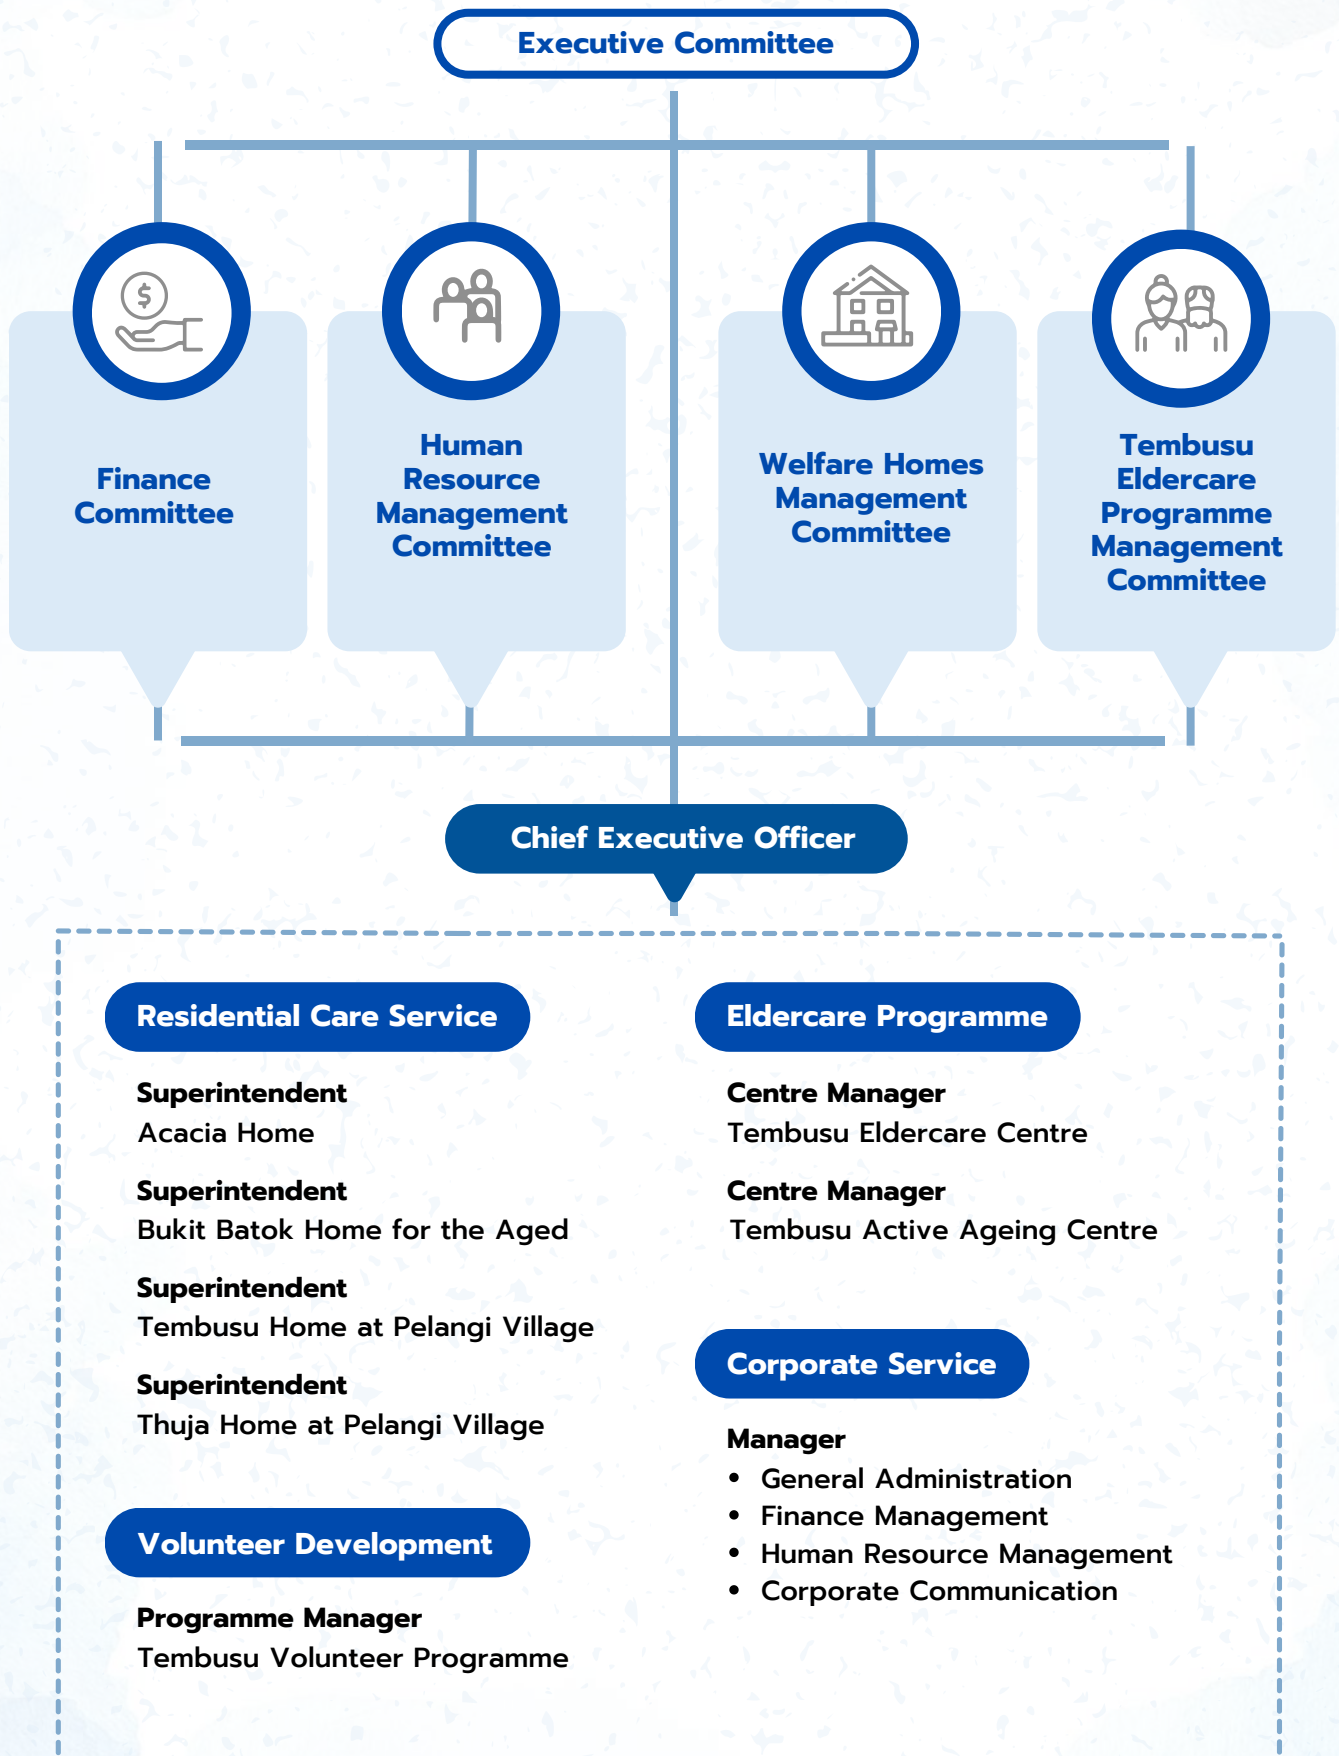 Executive Committee
Finance
Committee
Human
Resource
Management
Committee
Welfare Homes
Management
Committee
Tembusu
Eldercare
Programme
Management
Committee
Chief Executive Officer
Residential Care Service
Superintendent
Acacia Home
Superintendent
Bukit Batok Home for the Aged
Superintendent
Tembusu Home at Pelangi Village
Superintendent
Thuja Home at Pelangi Village
Volunteer Development
Programme Manager
Tembusu Volunteer Programme
Eldercare Programme
Centre Manager
Tembusu Eldercare Centre
Centre Manager
Tembusu Active Ageing Centre
Corporate Service
Manager
• General Administration
• Finance Management
• Human Resource Management
• Corporate Communication